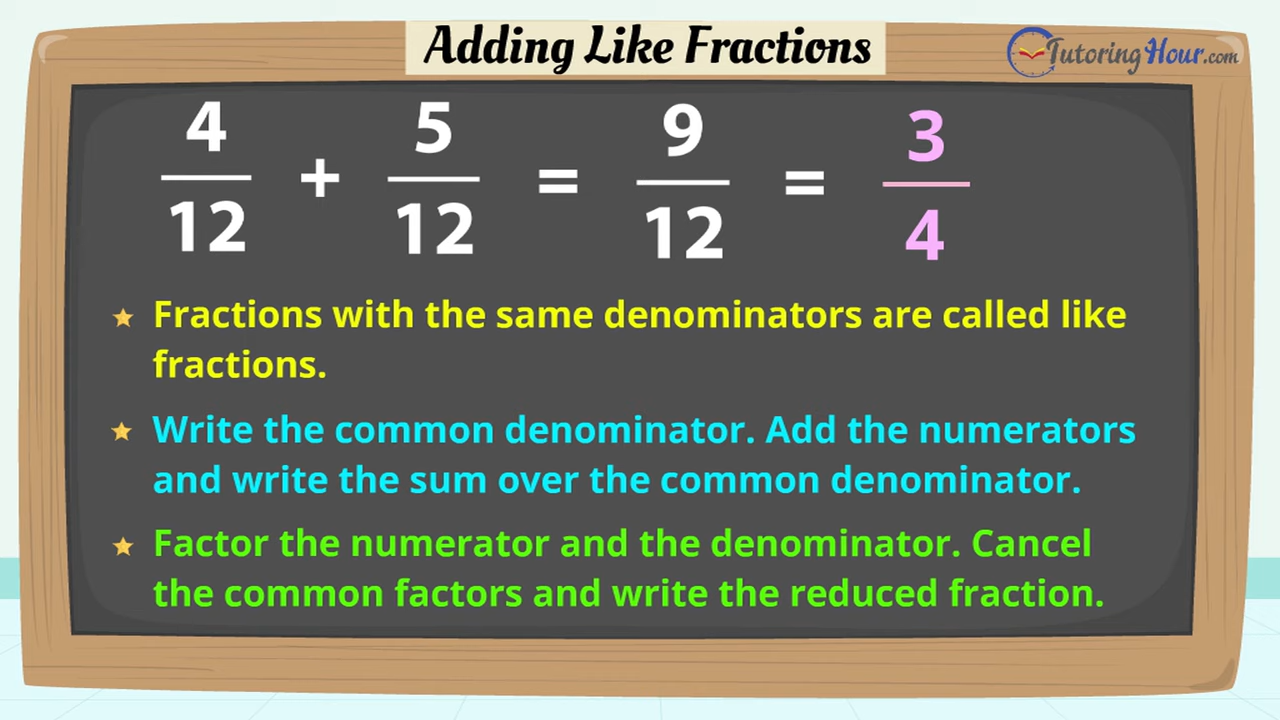 Adding Like Fractions
TutoringHour.com
4/12 + 5/12 = 9/12 = 3/4
Fractions with the same denominators are called like
fractions.
Write the common denominator. Add the numerators
and write the sum over the common denominator.
Factor the numerator and the denominator. Cancel
the common factors and write the reduced fraction.